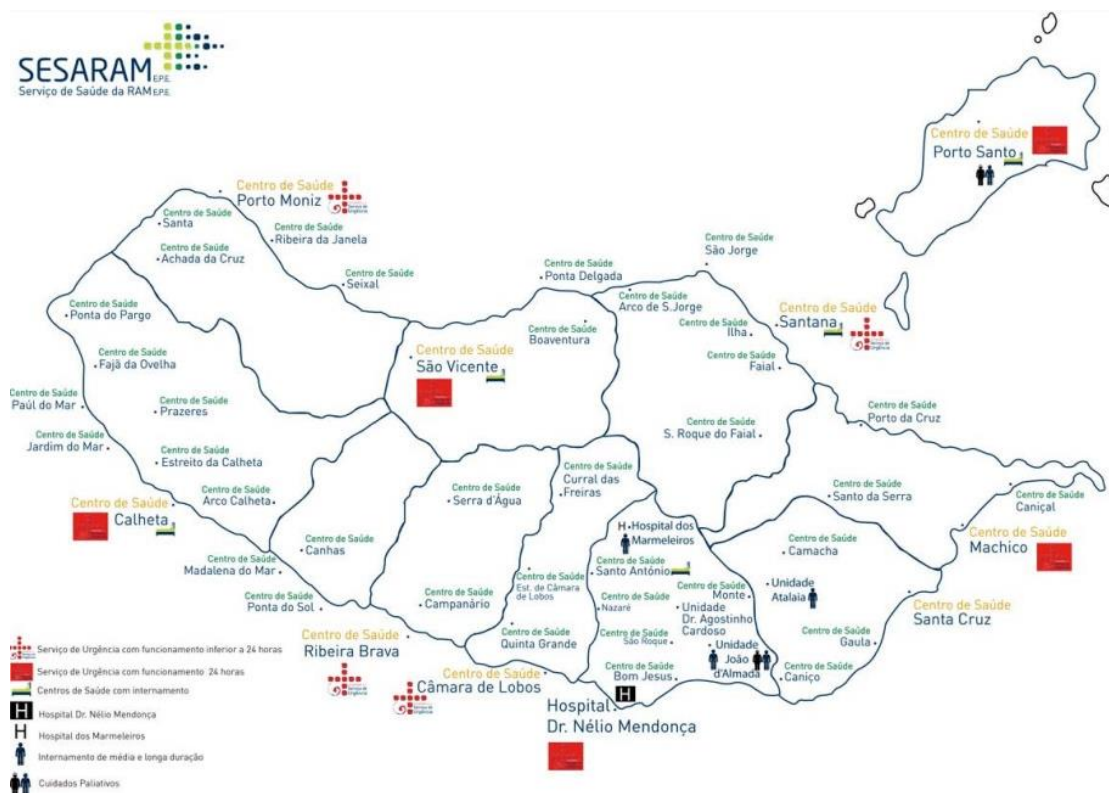 SESARAM E.P.E.
Serviço de Saúde da RAM E.P.E.
Centro de Saúde
Porto Santo
Centro de Saúde
Porto Moniz
Serviço de
Urgência
Centro de Saúde
Santa
Centro de Saúde
Ribeira da Janela
Centro de Saúde
Achada da Cruz
Centro de Saúde
Seixal
Centro de Saúde
Ponta Delgada
Centro de Saúde
São Jorge
Centro de Saúde
Arco de S.Jorge
Centro de Saúde
Ponta do Pargo
Centro de Saúde
Boaventura
Centro de Saúde
Ilha
Centro de Saúde
Santana
Serviço de
Urgência
Centro de Saúde
Fajã da Ovelha
Centro de Saúde
São Vicente
Centro de Saúde
Faial
Centro de Saúde
Paúl do Mar
Centro de Saúde
Prazeres
Centro de Saúde
Porto da Cruz
Centro de Saúde
S. Roque do Faial
Centro de Saúde
Jardim do Mar
Centro de Saúde
Estreito da Calheta
Centro de Saúde
Arco Calheta
Centro de Saúde
Serra d'Água
Centro de Saúde
Curral das
Freiras
Centro de Saúde
Santo da Serra
Centro de Saúde
Caniçal
Centro de Saúde
Calheta
H Hospital dos
Marmeleiros
Centro de Saúde
Machico
Centro de Saúde
Canhas
Centro de Saúde
Camacha
Centro de Saúde
Madalena do Mar
Centro de Saúde
Santo António
Centro de Saúde
Est. de Câmara
de Lobos
Centro de Saúde
Monte
Unidade
Atalaia
Centro de Saúde
Ponta do Sol
Centro de Saúde
Campanário
Centro de Saúde
Nazaré
Unidade
Dr. Agostinho
Cardoso
Centro de Saúde
Santa Cruz
Centro de Saúde
Ribeira Brava
Centro de Saúde
Quinta Grande
Centro de Saúde
São Roque
Unidade
João
d'Almada
Centro de Saúde
Gaula
Centro de Saúde
Câmara de Lobos
Serviço de
Urgência
Centro de Saúde
Bom Jesus
Centro de Saúde
Caniço
H
Hospital
Dr. Nélio Mendonça
Serviço de Urgência com funcionamento inferior a 24 horas
Serviço de Urgência com funcionamento 24 horas
Centros de Saúde com internamento
H Hospital Dr. Nélio Mendonça
H Hospital dos Marmeleiros
Internamento de média e longa duração
Cuidados Paliativos